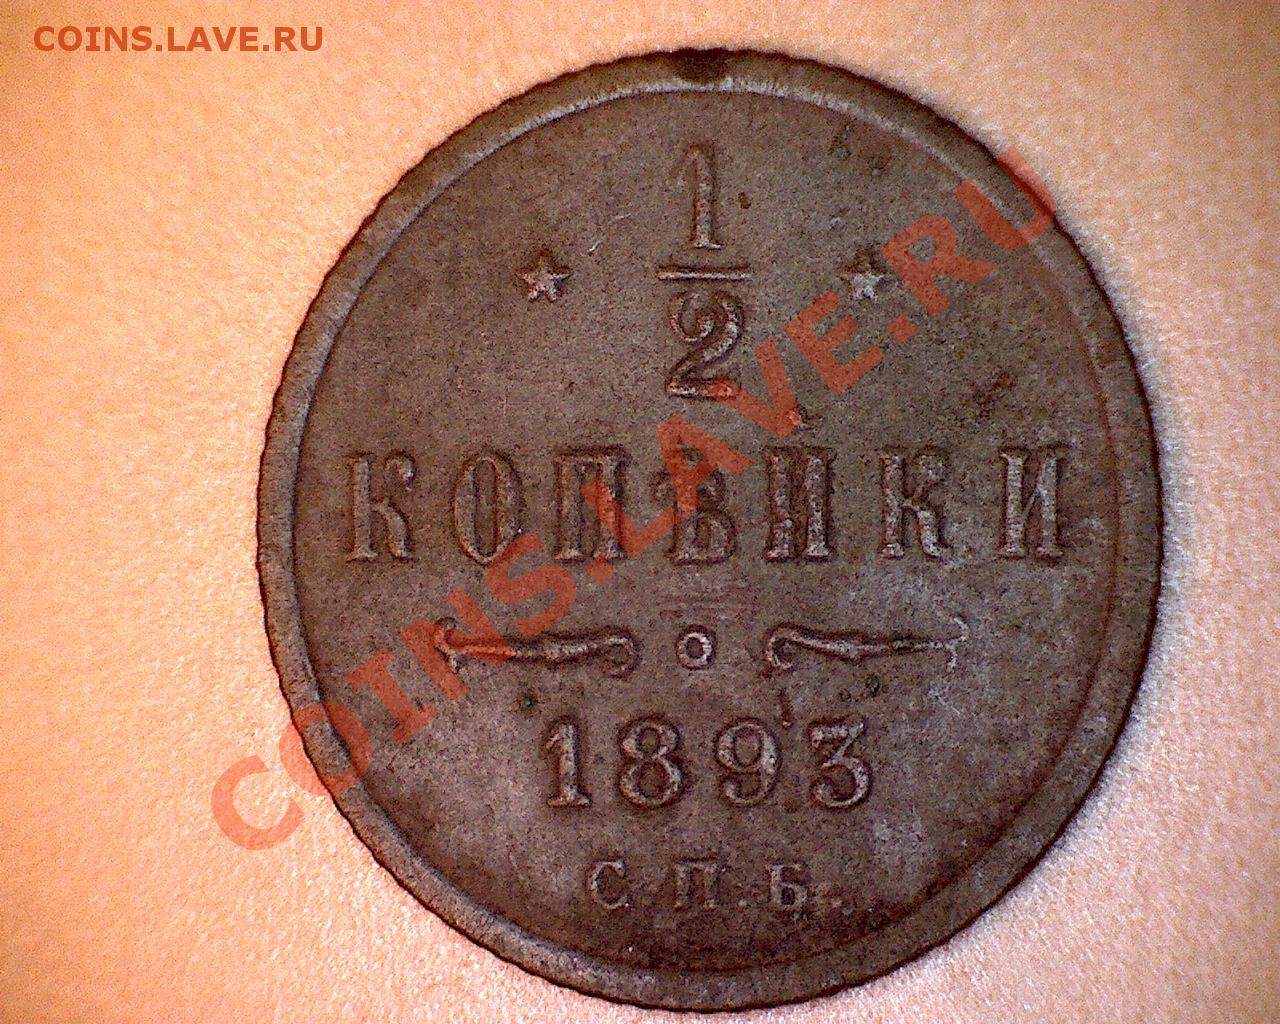 COINS.LAVE.RU
1
2
КОПѢЙКИ
1893
С.П.Б.
COINS.LAVE.RU